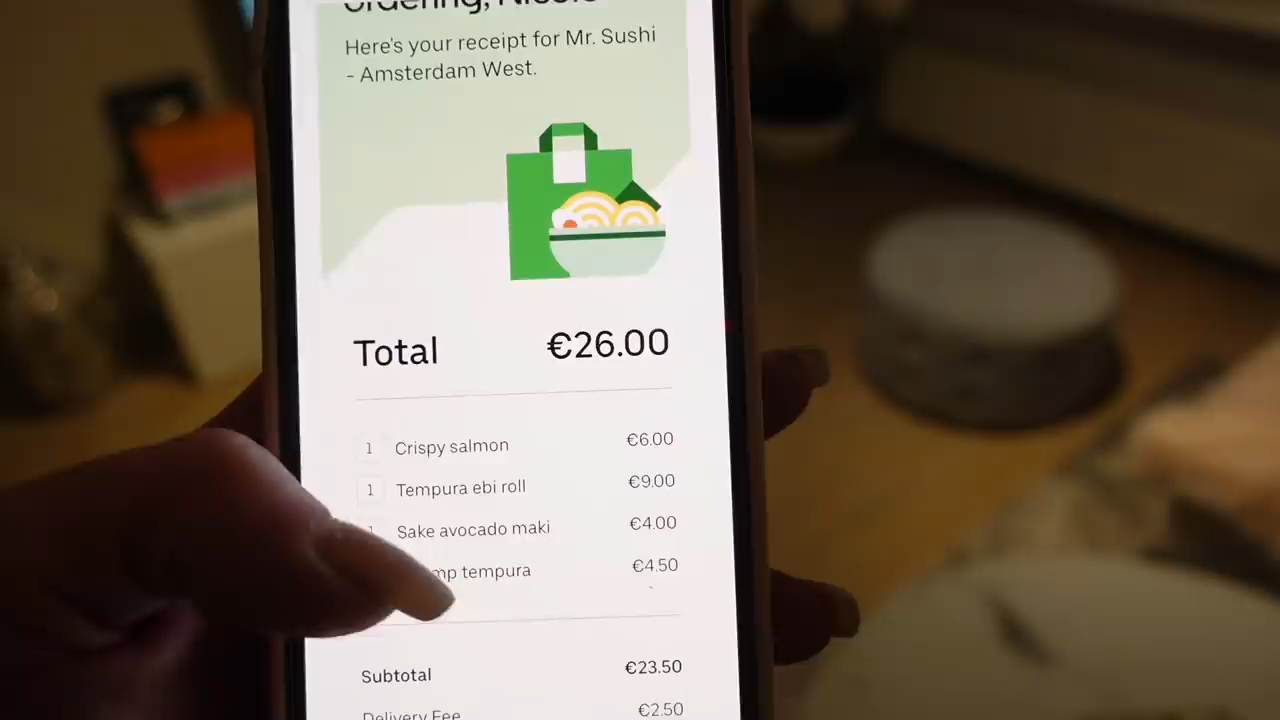 ordering,
Here's your receipt for Mr. Sushi
- Amsterdam West.
Total €26.00
1 Crispy salmon €6.00
1 Tempura ebi roll €9.00
1 Sake avocado maki €4.00
mp tempura €4.50
Subtotal €23.50
Delivery Fee €2.50